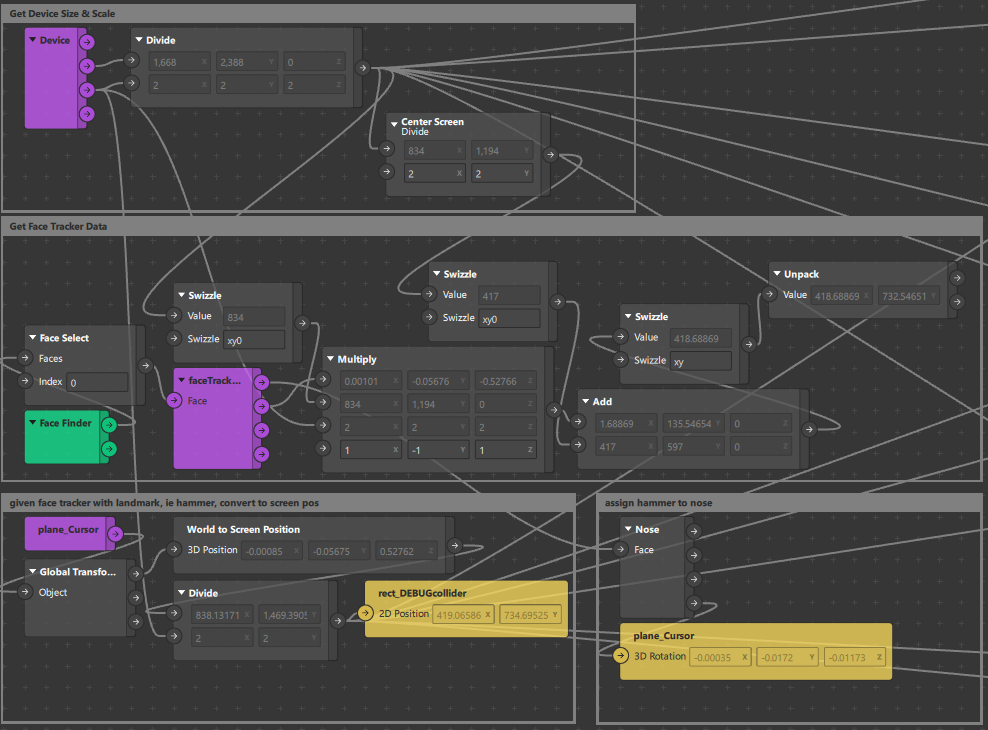 Get Device Size & Scale
Device
Divide
1,668 X 2,388 Y 0 Z
2 2 2
Center Screen
Divide
834 X 1,194 Y
2 X 2 Y
Get Face Tracker Data
Swizzle
Value 834
Swizzle xy0
Swizzle
Value 417
Swizzle xy0
Unpack
Value 418.68869 X 732.54651 Y
Face Select
Faces
Index 0
Face Finder
faceTrack...
Face
Multiply
0.00101 X -0.05676 Y -0.52766 Z
834 X 1,194 Y 0 Z
2 X 2 Y 2 Z
1 X -1 Y 1 Z
Swizzle
Value 418.68869
Swizzle xy
Add
1.68869 X 135.54654 Y 0 Z
417 X 597 Y 0 Z
given face tracker with landmark, ie hammer, convert to screen pos
plane_Cursor
Global Transfo...
Object
World to Screen Position
3D Position -0.00085 X -0.05675 Y 0.52762 Z
Divide
838.13171 X 1,469.3905 Y
2 X 2 Y
rect_DEBUGcollider
2D Position 419.06586 X 734.69525 Y
assign hammer to nose
Nose
Face
plane_Cursor
3D Rotation -0.00035 X -0.0172 Y -0.01173 Z